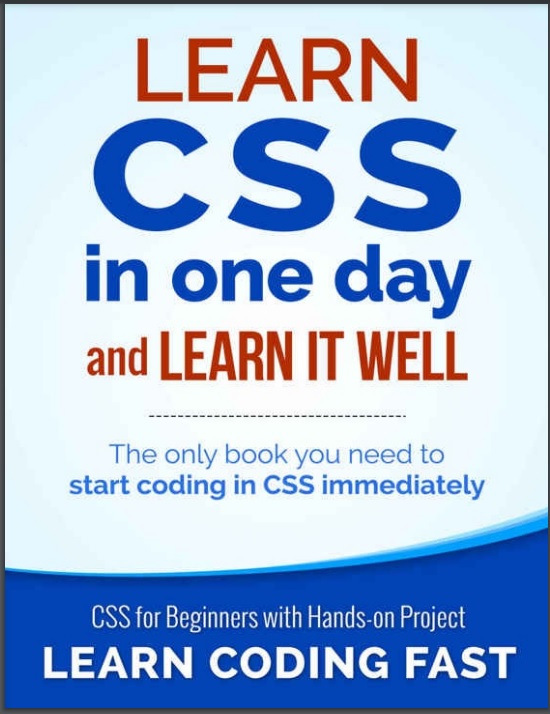 LEARN
CSS
in one day
and LEARN IT WELL
The only book you need to
start coding in CSS immediately
CSS for Beginners with Hands-on Project
LEARN CODING FAST